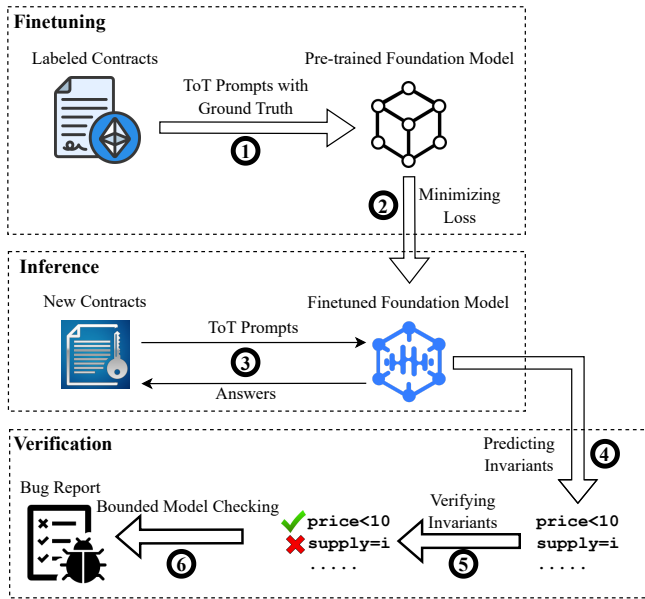 Finetuning
Labeled Contracts
ToT Prompts with
Ground Truth
Pre-trained Foundation Model
1
2
Minimizing
Loss
Inference
New Contracts
ToT Prompts
Finetuned Foundation Model
3
Answers
Verification
Predicting
Invariants
4
Bug Report
Bounded Model Checking
Verifying
Invariants
price<10
supply=i
.....
price<10
supply=i
.....
6
5